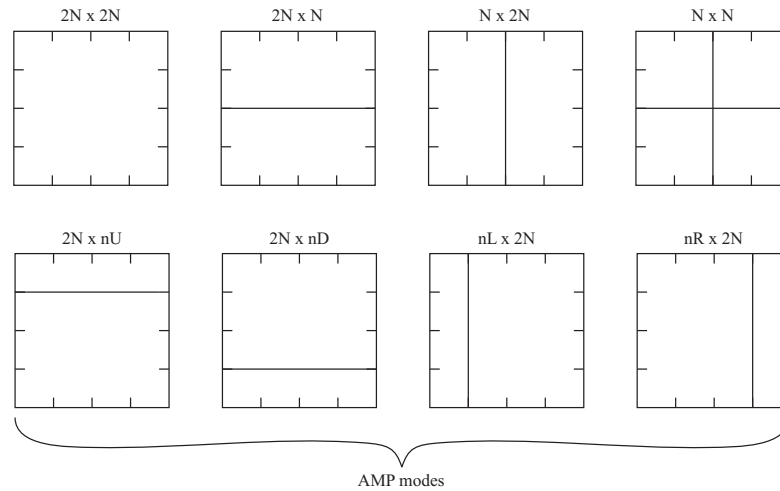 2N x 2N
2N x N
N x 2N
N x N
2N x nU
2N x nD
nL x 2N
nR x 2N
AMP modes